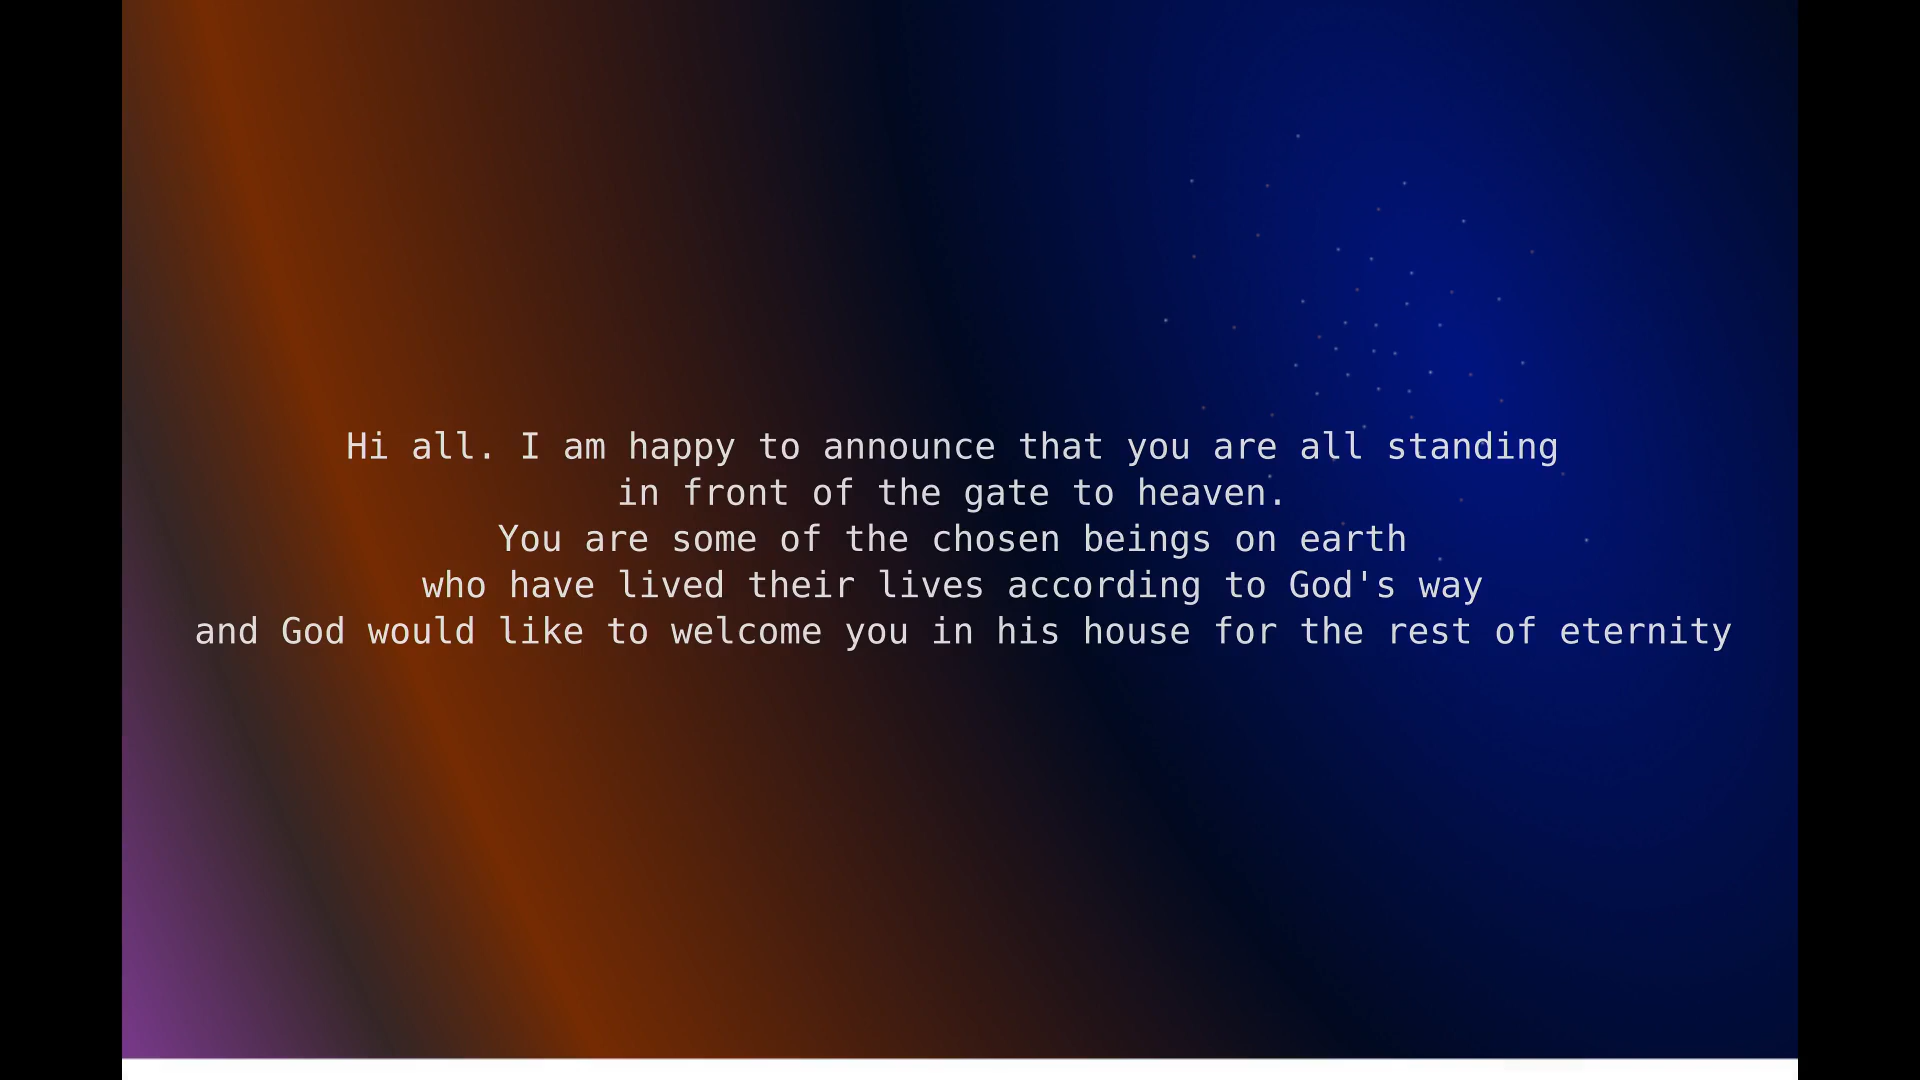 Hi all. I am happy to announce that you are all standing
in front of the gate to heaven.
You are some of the chosen beings on earth
who have lived their lives according to God's way
and God would like to welcome you in his house for the rest of eternity